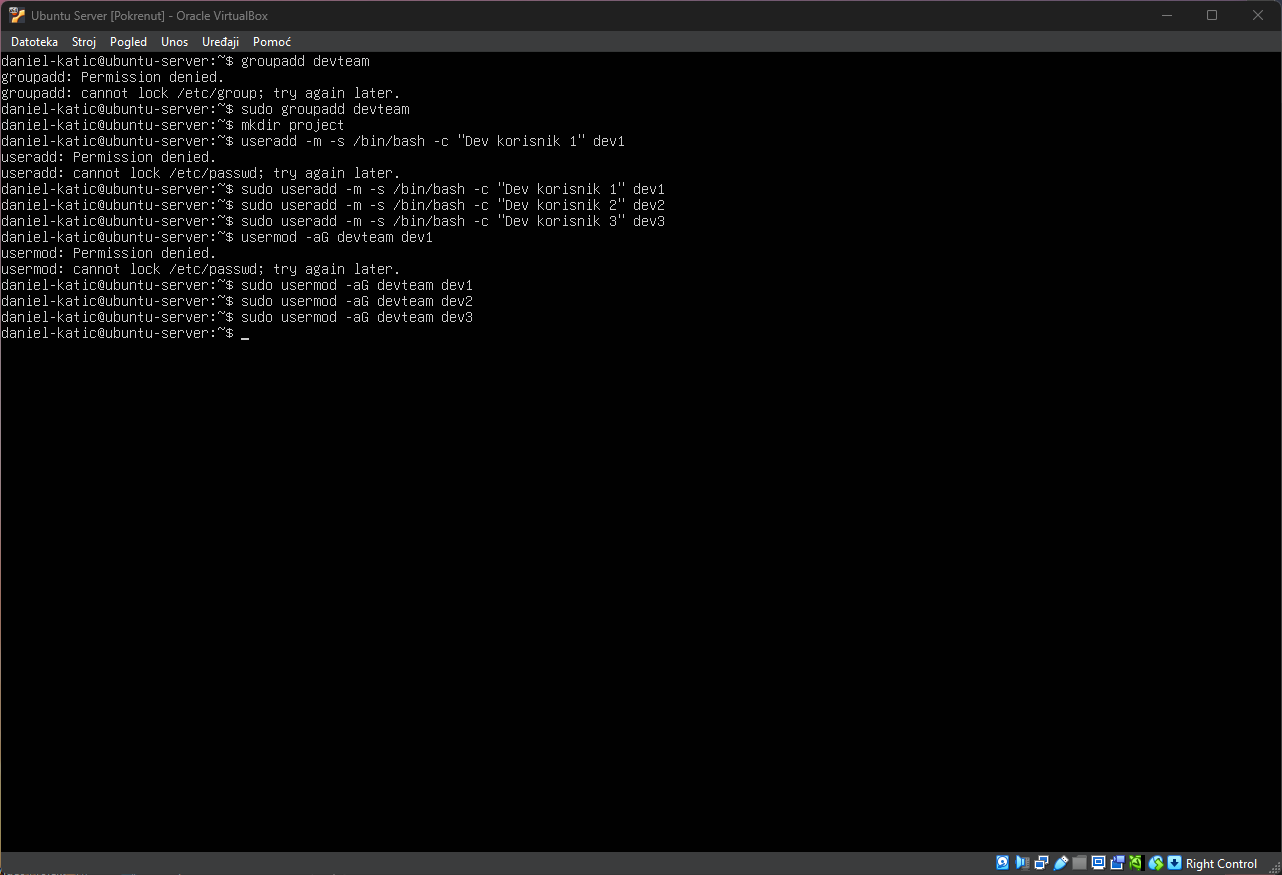 Ubuntu Server [Pokrenut] - Oracle VirtualBox
Datoteka Stroj Pogled Unos Uređaji Pomoć
daniel-katic@ubuntu-server:~$ groupadd devteam
groupadd: Permission denied.
groupadd: cannot lock /etc/group; try again later.
daniel-katic@ubuntu-server:~$ sudo groupadd devteam
daniel-katic@ubuntu-server:~$ mkdir project
daniel-katic@ubuntu-server:~$ useradd -m -s /bin/bash -c "Dev korisnik 1" dev1
useradd: Permission denied.
useradd: cannot lock /etc/passwd; try again later.
daniel-katic@ubuntu-server:~$ sudo useradd -m -s /bin/bash -c "Dev korisnik 1" dev1
daniel-katic@ubuntu-server:~$ sudo useradd -m -s /bin/bash -c "Dev korisnik 2" dev2
daniel-katic@ubuntu-server:~$ sudo useradd -m -s /bin/bash -c "Dev korisnik 3" dev3
daniel-katic@ubuntu-server:~$ usermod -aG devteam dev1
usermod: Permission denied.
usermod: cannot lock /etc/passwd; try again later.
daniel-katic@ubuntu-server:~$ sudo usermod -aG devteam dev1
daniel-katic@ubuntu-server:~$ sudo usermod -aG devteam dev2
daniel-katic@ubuntu-server:~$ sudo usermod -aG devteam dev3
daniel-katic@ubuntu-server:~$ _
Right Control